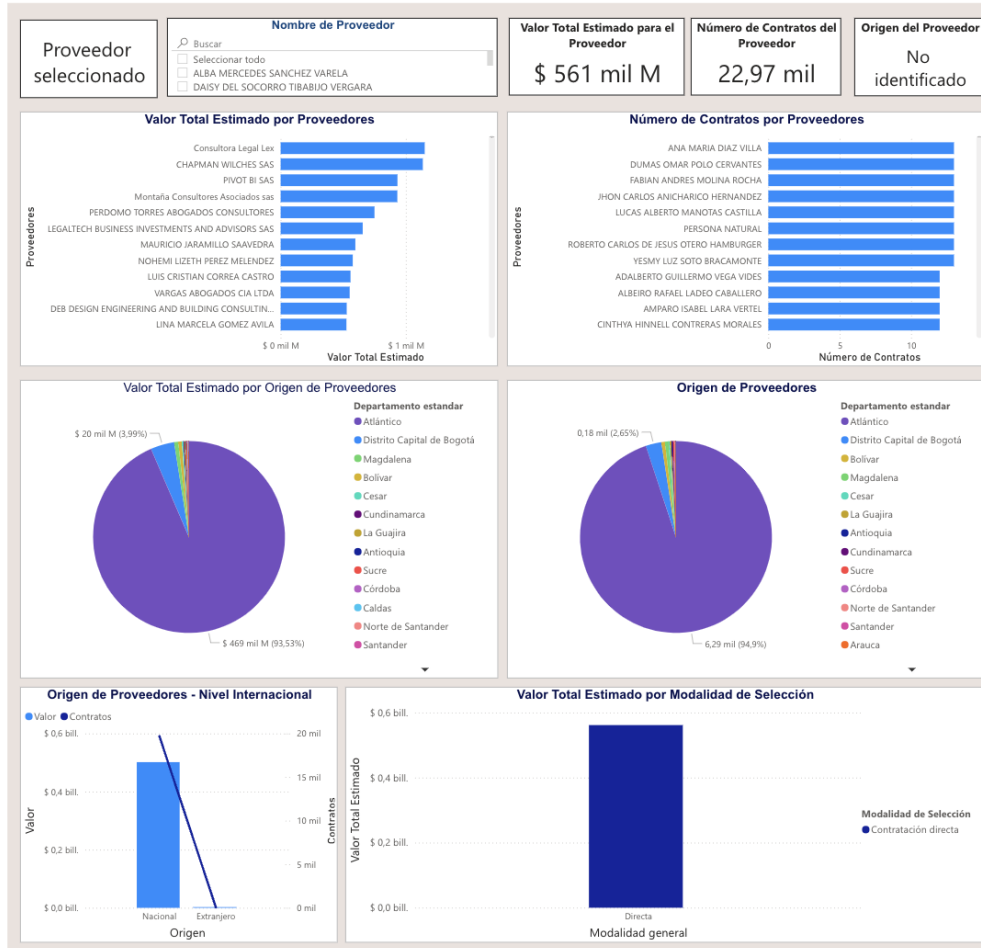 Proveedor
seleccionado
Nombre de Proveedor
Buscar
Seleccionar todo
ALBA MERCEDES SANCHEZ VARELA
DAISY DEL SOCORRO TIBABIJO VERGARA
Valor Total Estimado para el
Proveedor
$ 561 mil M
Número de Contratos del
Proveedor
22,97 mil
Origen del Proveedor
No
identificado
Valor Total Estimado por Proveedores
Proveedores
Consultora Legal Lex
CHAPMAN WILCHES SAS
PIVOT BI SAS
Montaña Consultores Asociados sas
PERDOMO TORRES ABOGADOS CONSULTORES
LEGALTECH BUSINESS INVESTMENTS AND ADVISORS SAS
MAURICIO JARAMILLO SAAVEDRA
NOHEMI LIZETH PEREZ MELENDEZ
LUIS CRISTIAN CORREA CASTRO
VARGAS ABOGADOS CIA LTDA
DEB DESIGN ENGINEERING AND BUILDING CONSULTIN...
LINA MARCELA GOMEZ AVILA
$ 0 mil M
$ 1 mil M
Valor Total Estimado
Número de Contratos por Proveedores
Proveedores
ANA MARIA DIAZ VILLA
DUMAS OMAR POLO CERVANTES
FABIAN ANDRES MOLINA ROCHA
JHON CARLOS ANICHARICO HERNANDEZ
LUCAS ALBERTO MANOTAS CASTILLA
PERSONA NATURAL
ROBERTO CARLOS DE JESUS OTERO HAMBURGER
YESMY LUZ SOTO BRACAMONTE
ADALBERTO GUILLERMO VEGA VIDES
ALBEIRO RAFAEL LADEO CABALLERO
AMPARO ISABEL LARA VERTEL
CINTHYA HINNELL CONTRERAS MORALES
0
5
10
Número de Contratos
Valor Total Estimado por Origen de Proveedores
$ 20 mil M (3,99%)
$ 469 mil M (93,53%)
Departamento estandar
Atlántico
Distrito Capital de Bogotá
Magdalena
Bolívar
Cesar
Cundinamarca
La Guajira
Antioquia
Sucre
Córdoba
Caldas
Norte de Santander
Santander
Origen de Proveedores
0,18 mil (2,65%)
6,29 mil (94,9%)
Departamento estandar
Atlántico
Distrito Capital de Bogotá
Bolívar
Magdalena
Cesar
La Guajira
Antioquia
Cundinamarca
Sucre
Córdoba
Norte de Santander
Santander
Arauca
Origen de Proveedores - Nivel Internacional
Valor
Contratos
$ 0,6 bill.
$ 0,4 bill.
$ 0,2 bill.
$ 0,0 bill.
Valor
20 mil
15 mil
10 mil
5 mil
0 mil
Contratos
Nacional
Extranjero
Origen
Valor Total Estimado por Modalidad de Selección
Valor Total Estimado
$ 0,6 bill.
$ 0,4 bill.
$ 0,2 bill.
$ 0,0 bill.
Directa
Modalidad general
Modalidad de Selección
Contratación directa